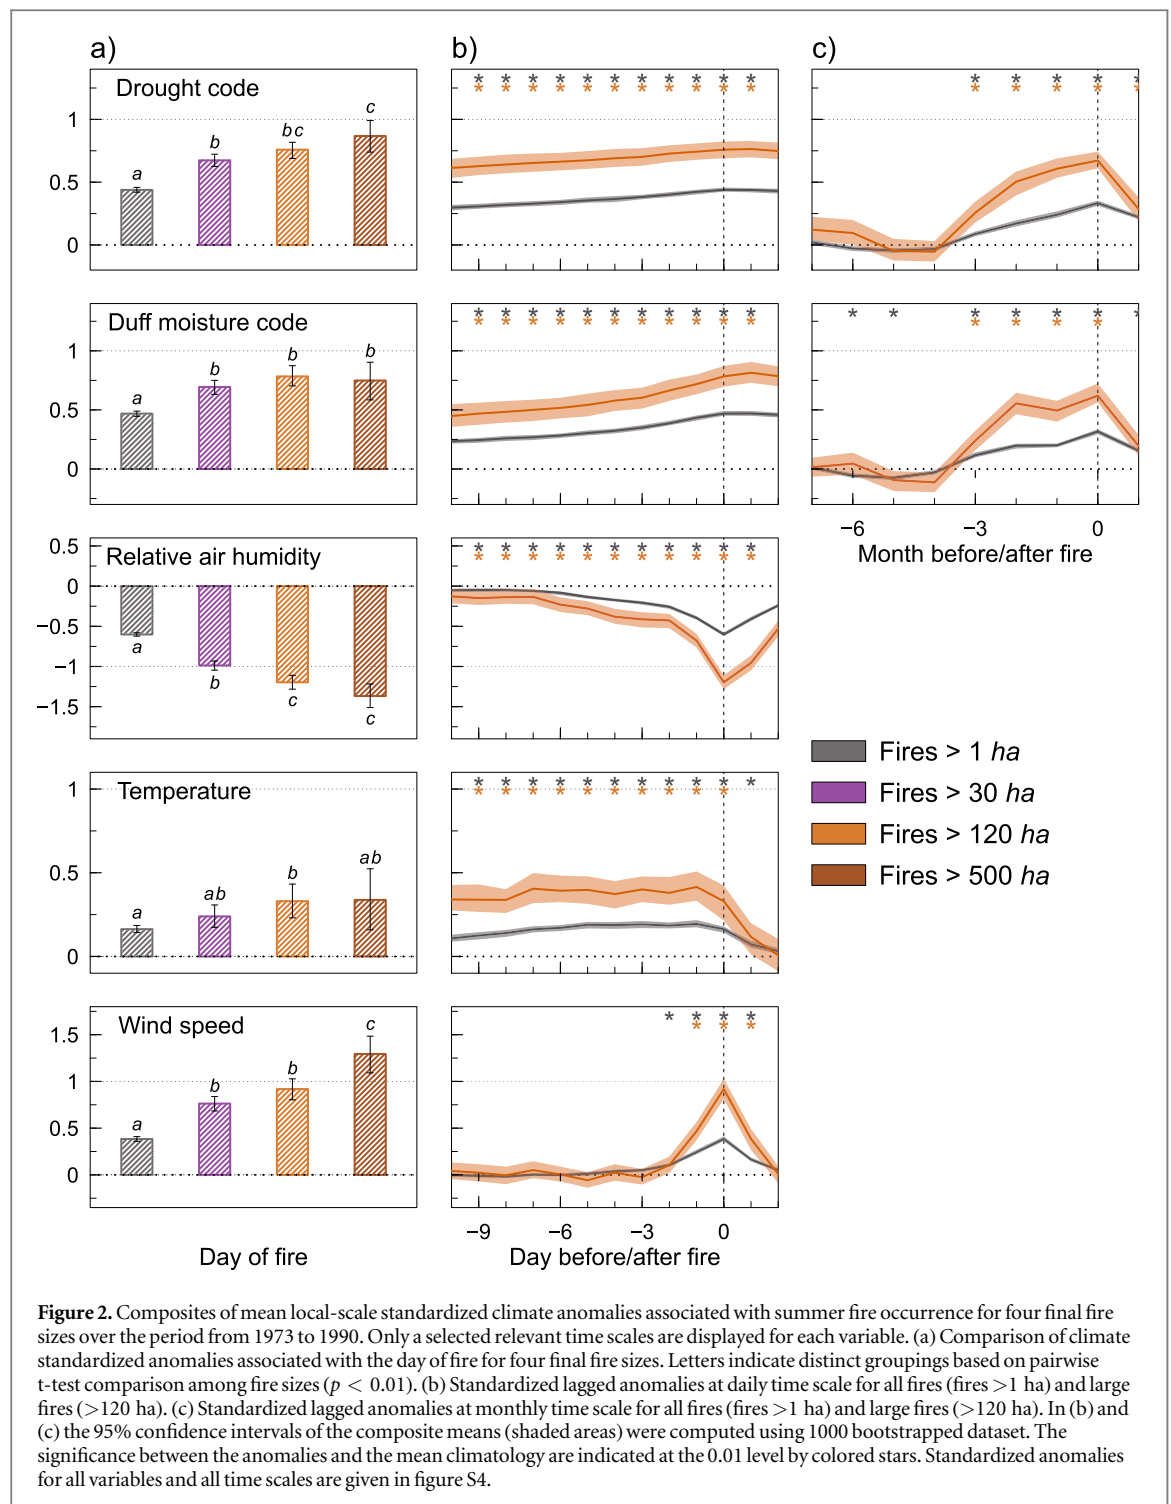 a)
b)
c)
Drought code
1
0.5
0
a
b
bc
c
* * * * * * * * * * *
* * * * * * * * * * *
* * * * *
* * * * *
Duff moisture code
1
0.5
0
a
b
b
b
* * * * * * * * * * *
* * * * * * * * * * *
* * * * * * *
* * * *
−6
−3
0
Month before/after fire
Relative air humidity
0.5
0
−0.5
−1
−1.5
a
b
c
c
* * * * * * * * * * *
* * * * * * * * * * *
Fires > 1 ha
Fires > 30 ha
Fires > 120 ha
Fires > 500 ha
Temperature
1
0.5
0
a
ab
b
ab
* * * * * * * * * * *
* * * * * * * * * *
Wind speed
1.5
1
0.5
0
a
b
b
c
* * * *
* * *
−9
−6
−3
0
Day of fire
Day before/after fire
Figure 2. Composites of mean local-scale standardized climate anomalies associated with summer fire occurrence for four final fire
sizes over the period from 1973 to 1990. Only a selected relevant time scales are displayed for each variable. (a) Comparison of climate
standardized anomalies associated with the day of fire for four final fire sizes. Letters indicate distinct groupings based on pairwise
t-test comparison among fire sizes (p < 0.01). (b) Standardized lagged anomalies at daily time scale for all fires (fires >1 ha) and large
fires (>120 ha). (c) Standardized lagged anomalies at monthly time scale for all fires (fires >1 ha) and large fires (>120 ha). In (b) and
(c) the 95% confidence intervals of the composite means (shaded areas) were computed using 1000 bootstrapped dataset. The
significance between the anomalies and the mean climatology are indicated at the 0.01 level by colored stars. Standardized anomalies
for all variables and all time scales are given in figure S4.